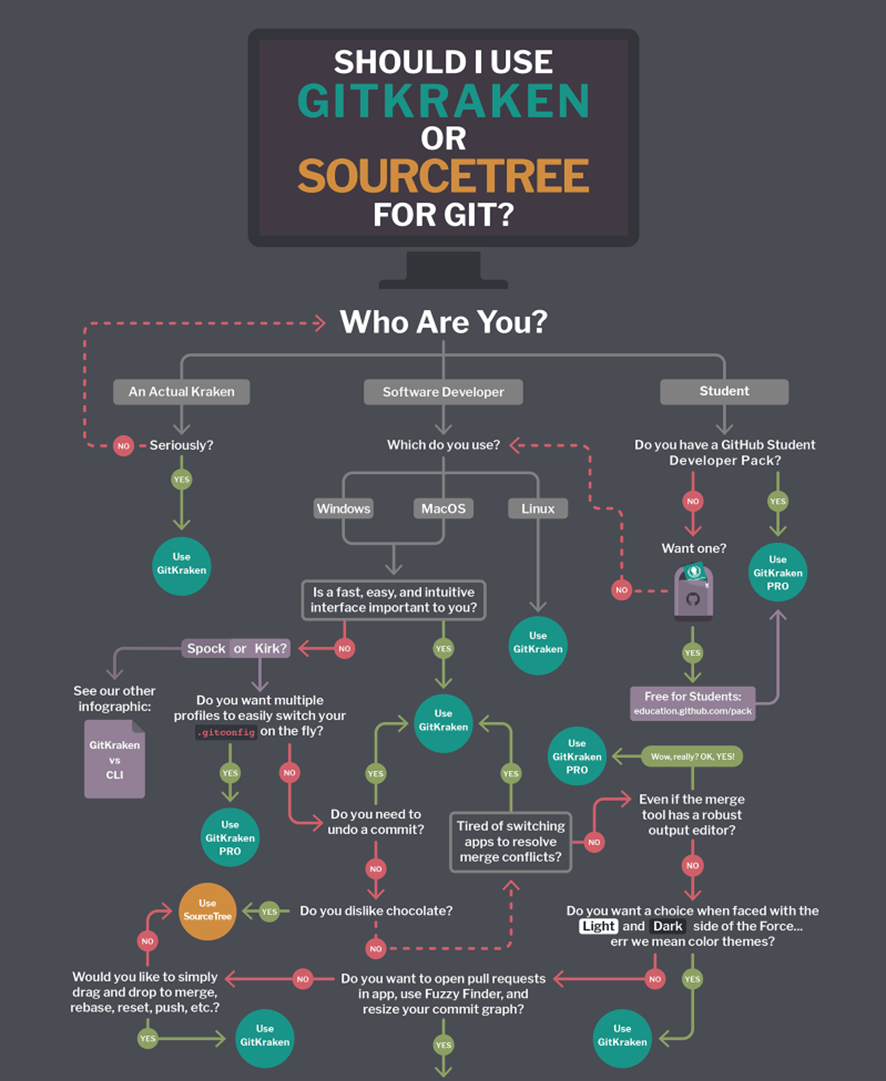 SHOULD I USE
GITKRAKEN
OR
SOURCETREE
FOR GIT?
Who Are You?
An Actual Kraken
Software Developer
Student
NO
Seriously?
Which do you use?
Do you have a GitHub Student
Developer Pack?
YES
NO
YES
Windows
MacOS
Linux
Want one?
Use
GitKraken
Use
GitKraken
PRO
Is a fast, easy, and intuitive
interface important to you?
NO
Use
GitKraken
Spock or Kirk?
NO
YES
YES
See our other
infographic:
Do you want multiple
profiles to easily switch your
.gitconfig on the fly?
Free for Students:
education.github.com/pack
GitKraken
vs
CLI
Use
GitKraken
Use
GitKraken
PRO
Wow, really? OK, YES!
YES
NO
YES
YES
Use
GitKraken
PRO
Do you need to
undo a commit?
Tired of switching
apps to resolve
merge conflicts?
NO
Even if the merge
tool has a robust
output editor?
NO
NO
Use
SourceTree
YES
Do you dislike chocolate?
Do you want a choice when faced with the
Light and Dark side of the Force...
err we mean color themes?
NO
NO
Would you like to simply
drag and drop to merge,
rebase, reset, push, etc.?
NO
Do you want to open pull requests
in app, use Fuzzy Finder, and
resize your commit graph?
NO
YES
YES
Use
GitKraken
YES
Use
GitKraken